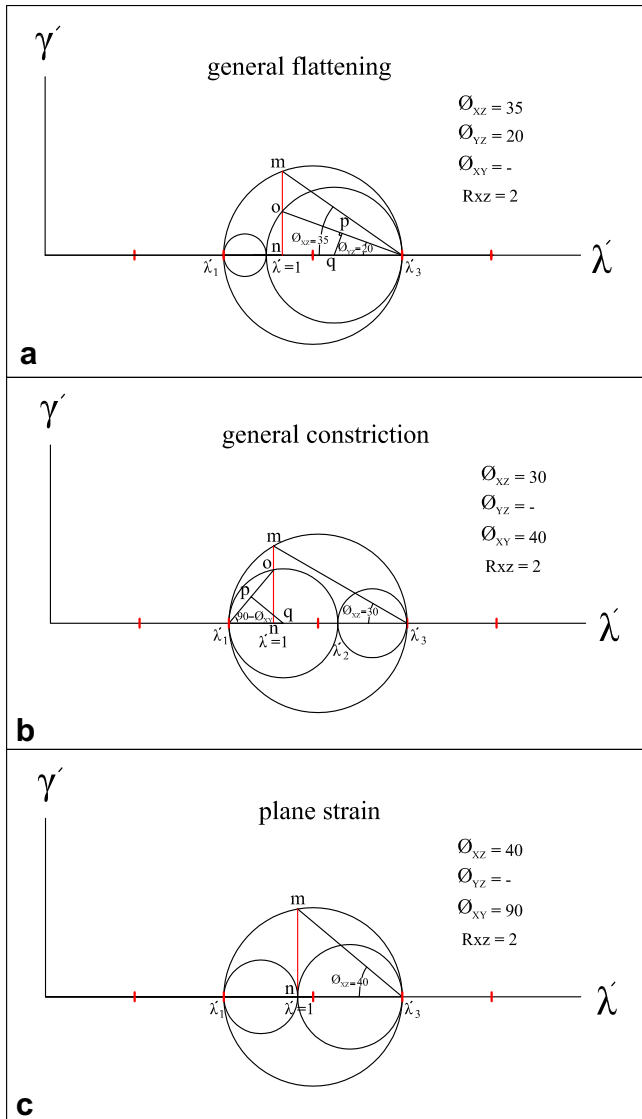 γ´
general flattening
Ø_XZ = 35
Ø_YZ = 20
Ø_XY = -
Rxz = 2
m
o
p
Ø_XZ=35
Ø_YZ=20
n
q
λ´_1
λ´=1
λ´_3
λ´
a
γ´
general constriction
Ø_XZ = 30
Ø_YZ = -
Ø_XY = 40
Rxz = 2
m
o
p
90-Ø_XY
q
Ø_XZ=30
n
λ´_1
λ´=1
λ´_2
λ´_3
λ´
b
γ´
plane strain
Ø_XZ = 40
Ø_YZ = -
Ø_XY = 90
Rxz = 2
m
Ø_XZ=40
n
λ´_1
λ´=1
λ´_3
λ´
c